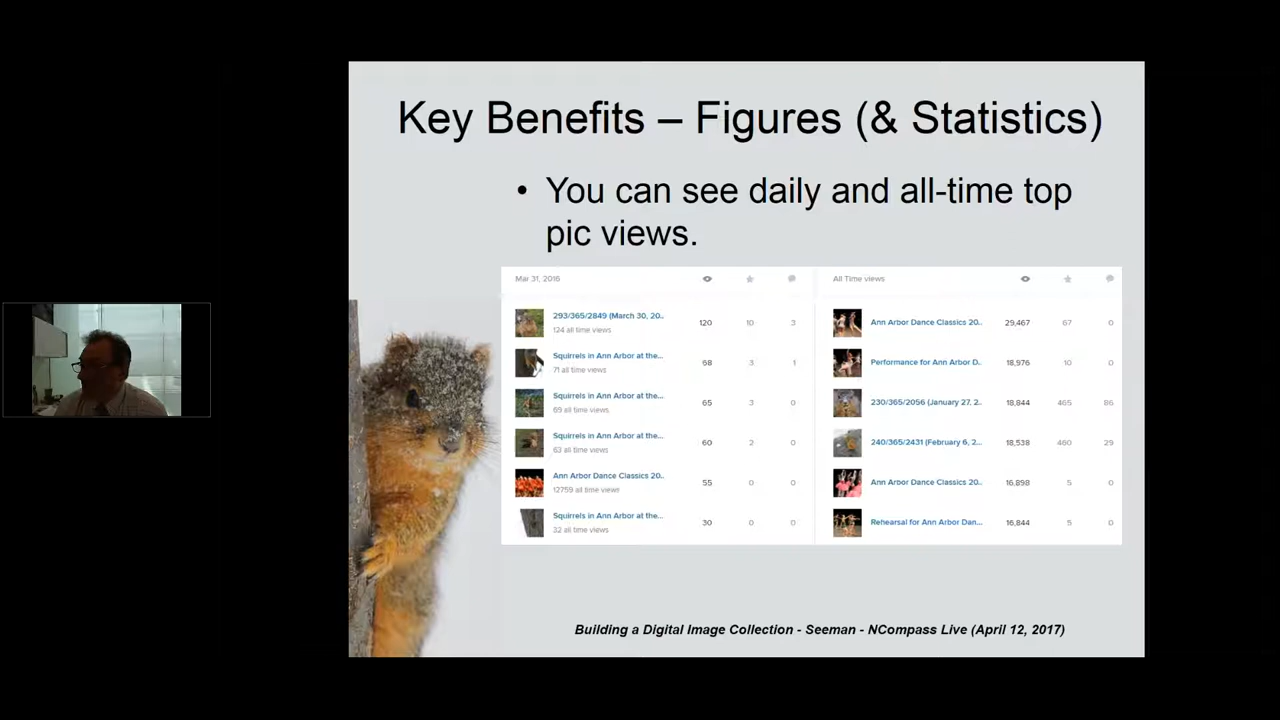 Key Benefits – Figures (& Statistics)
• You can see daily and all-time top
pic views.
Mar 31, 2016
293/365/2849 (March 30, 20.. 120 10 3
124 all time views
Squirrels in Ann Arbor at the... 68 3 1
71 all time views
Squirrels in Ann Arbor at the... 65 3 0
69 all time views
Squirrels in Ann Arbor at the... 60 2 0
63 all time views
Ann Arbor Dance Classics 20.. 55 0 0
12759 all time views
Squirrels in Ann Arbor at the... 30 0 0
32 all time views
All Time views
Ann Arbor Dance Classics 20.. 29,467 67 0
Performance for Ann Arbor D.. 18,976 10 0
230/365/2056 (January 27, 2.. 18,844 465 86
240/365/2431 (February 6, 2... 18,538 460 29
Ann Arbor Dance Classics 20.. 16,898 5 0
Rehearsal for Ann Arbor Dan... 16,844 5 0
Building a Digital Image Collection - Seeman - NCompass Live (April 12, 2017)